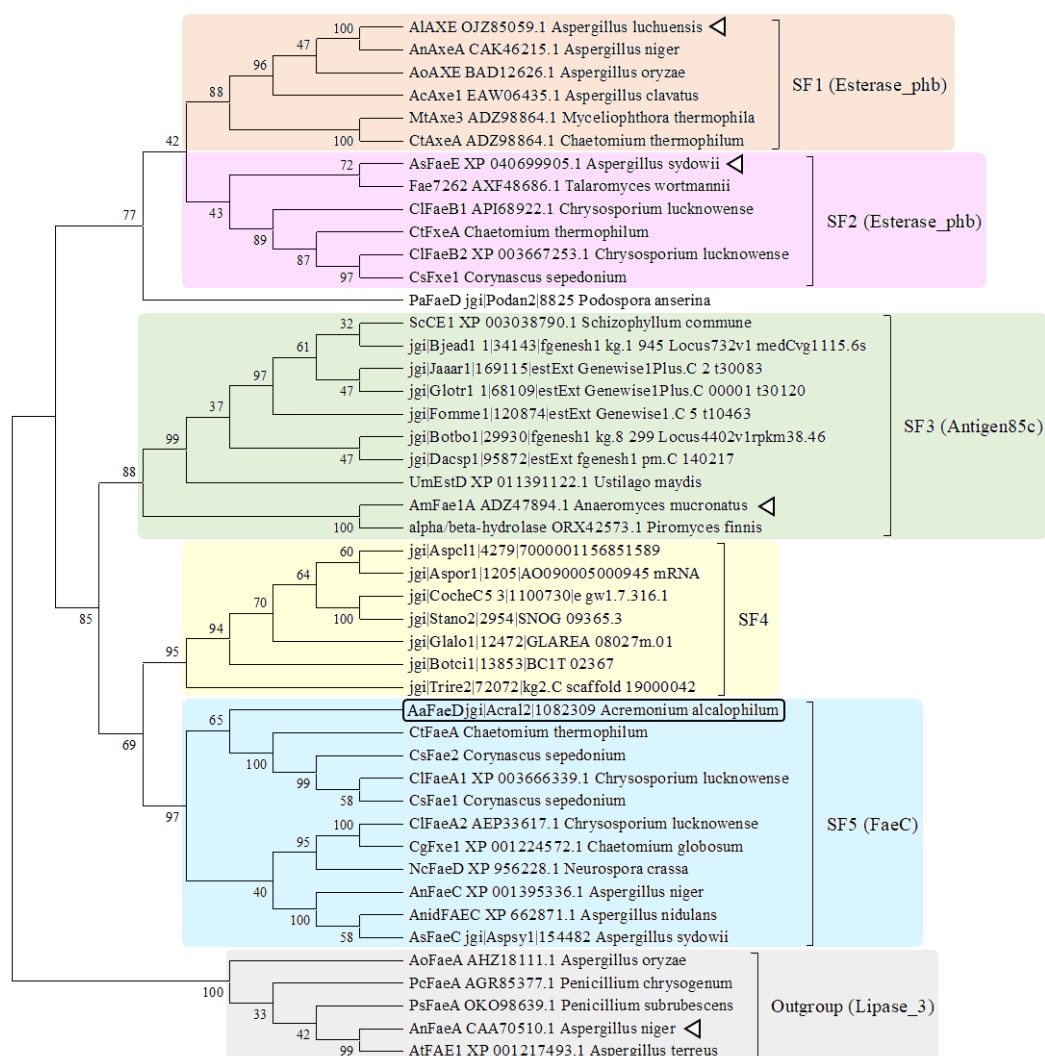 AlAXE OJZ85059.1 Aspergillus luchuensis
100
AnAxeA CAK46215.1 Aspergillus niger
47
AoAXE BAD12626.1 Aspergillus oryzae
96
AcAxe1 EAW06435.1 Aspergillus clavatus
88
SF1 (Esterase_phb)
MtAxe3 ADZ98864.1 Myceliophthora thermophila
CtAxeA ADZ98864.1 Chaetomium thermophilum
100
42
AsFaeE XP 040699905.1 Aspergillus sydowii
72
Fae7262 AXF48686.1 Talaromyces wortmannii
43
ClFaeB1 API68922.1 Chrysosporium lucknowense
77
SF2 (Esterase_phb)
CtFxeA Chaetomium thermophilum
89
ClFaeB2 XP 003667253.1 Chrysosporium lucknowense
87
CsFxe1 Corynascus sepedonium
97
PaFaeD jgi|Podan2|8825 Podospora anserina
ScCE1 XP 003038790.1 Schizophyllum commune
32
jgi|Bjead1 1|34143|fgenesh1 kg.1 945 Locus732v1 medCvg1115.6s
61
jgi|Jaaar1|169115|estExt Genewise1Plus.C 2 t30083
97
jgi|Glotr1 1|68109|estExt Genewise1Plus.C 00001 t30120
47
37
jgi|Fomme1|120874|estExt Genewise1.C 5 t10463
SF3 (Antigen85c)
jgi|Botbo1|29930|fgenesh1 kg.8 299 Locus4402v1rpkm38.46
99
jgi|Dacsp1|95872|estExt fgenesh1 pm.C 140217
47
88
UmEstD XP 011391122.1 Ustilago maydis
AmFae1A ADZ47894.1 Anaeromyces mucronatus
alpha/beta-hydrolase ORX42573.1 Piromyces finnis
100
jgi|Aspcl1|4279|7000001156851589
60
jgi|Aspor1|1205|AO090005000945 mRNA
64
jgi|CocheC5 3|1100730|e gw1.7.316.1
70
jgi|Stano2|2954|SNOG 09365.3
100
SF4
85
94
jgi|Glalo1|12472|GLAREA 08027m.01
95
jgi|Botci1|13853|BC1T 02367
jgi|Trire2|72072|kg2.C scaffold 19000042
AaFaeD jgi|Acral2|1082309 Acremonium alcalophilum
65
CtFaeA Chaetomium thermophilum
69
CsFae2 Corynascus sepedonium
100
ClFaeA1 XP 003666339.1 Chrysosporium lucknowense
99
CsFae1 Corynascus sepedonium
58
97
ClFaeA2 AEP33617.1 Chrysosporium lucknowense
100
SF5 (FaeC)
95
CgFxe1 XP 001224572.1 Chaetomium globosum
NcFaeD XP 956228.1 Neurospora crassa
40
AnFaeC XP 001395336.1 Aspergillus niger
100
AnidFAEC XP 662871.1 Aspergillus nidulans
AsFaeC jgi|Aspsy1|154482 Aspergillus sydowii
58
AoFaeA AHZ18111.1 Aspergillus oryzae
100
PcFaeA AGR85377.1 Penicillium chrysogenum
33
PsFaeA OKO98639.1 Penicillium subrubescens
Outgroup (Lipase_3)
42
AnFaeA CAA70510.1 Aspergillus niger
AtFAE1 XP 001217493.1 Aspergillus terreus
99